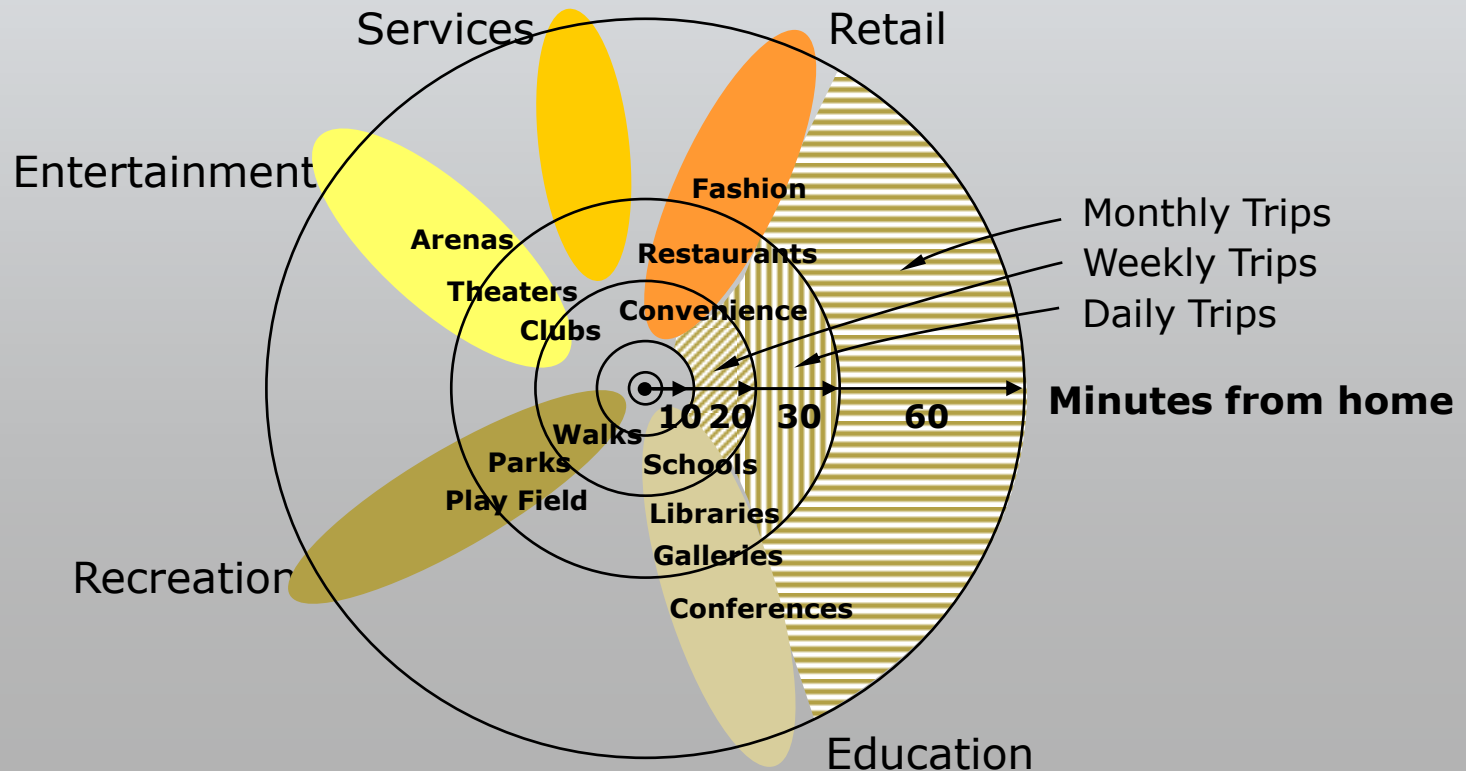 Services
Retail
Entertainment
Fashion
Arenas
Restaurants
Theaters
Convenience
Clubs
Monthly Trips
Weekly Trips
Daily Trips
10 20 30 60
Minutes from home
Walks
Parks
Play Field
Schools
Libraries
Galleries
Conferences
Recreation
Education